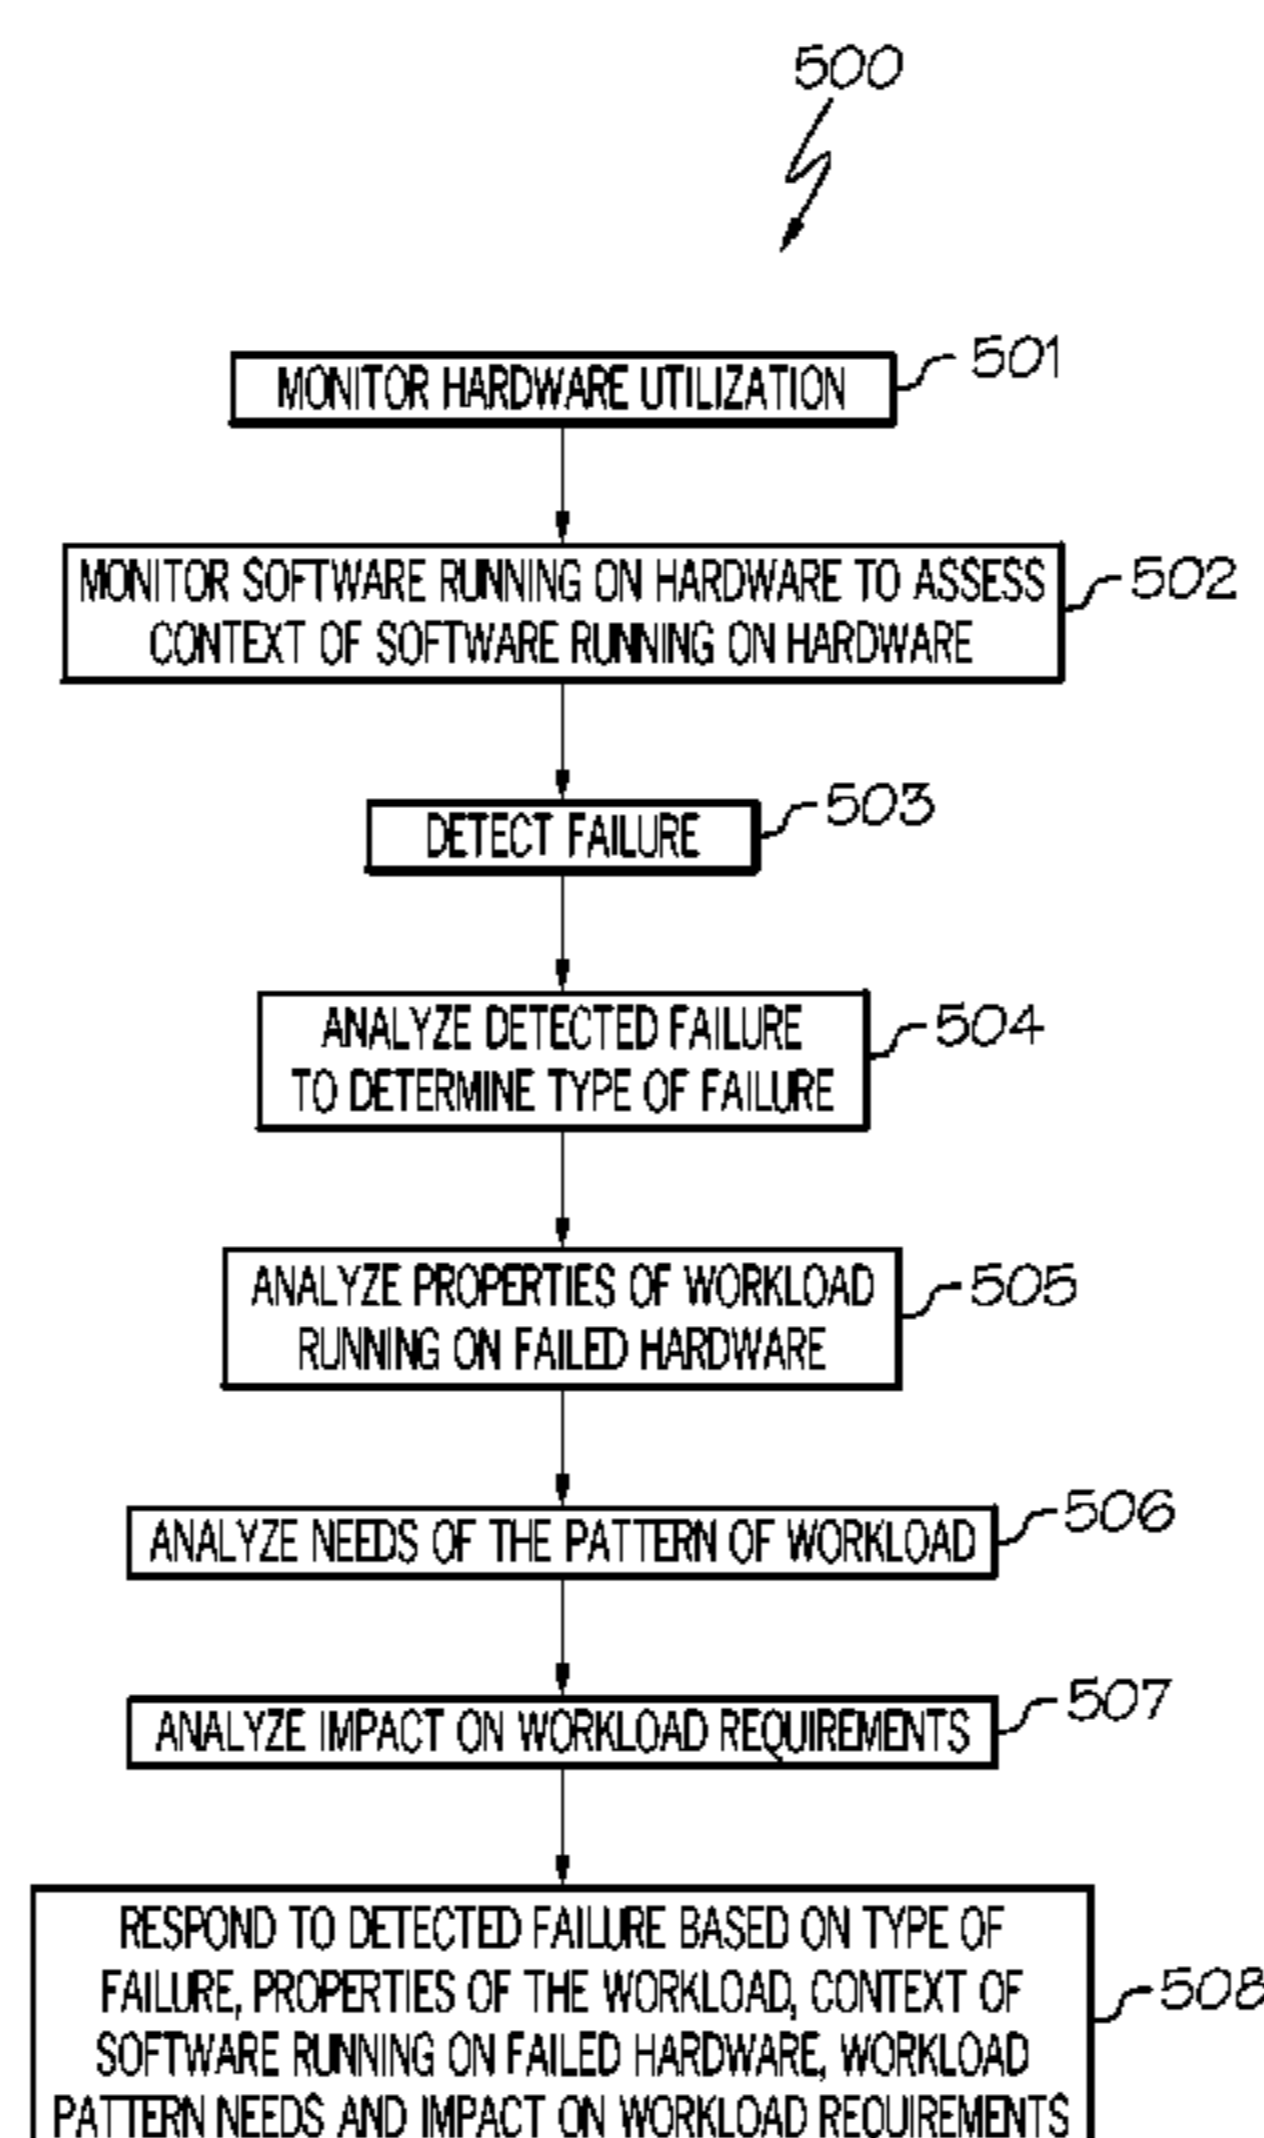 500
MONITOR HARDWARE UTILIZATION
501
MONITOR SOFTWARE RUNNING ON HARDWARE TO ASSESS
CONTEXT OF SOFTWARE RUNNING ON HARDWARE
502
DETECT FAILURE
503
ANALYZE DETECTED FAILURE
TO DETERMINE TYPE OF FAILURE
504
ANALYZE PROPERTIES OF WORKLOAD
RUNNING ON FAILED HARDWARE
505
ANALYZE NEEDS OF THE PATTERN OF WORKLOAD
506
ANALYZE IMPACT ON WORKLOAD REQUIREMENTS
507
RESPOND TO DETECTED FAILURE BASED ON TYPE OF
FAILURE, PROPERTIES OF THE WORKLOAD, CONTEXT OF
SOFTWARE RUNNING ON FAILED HARDWARE, WORKLOAD
PATTERN NEEDS AND IMPACT ON WORKLOAD REQUIREMENTS
508